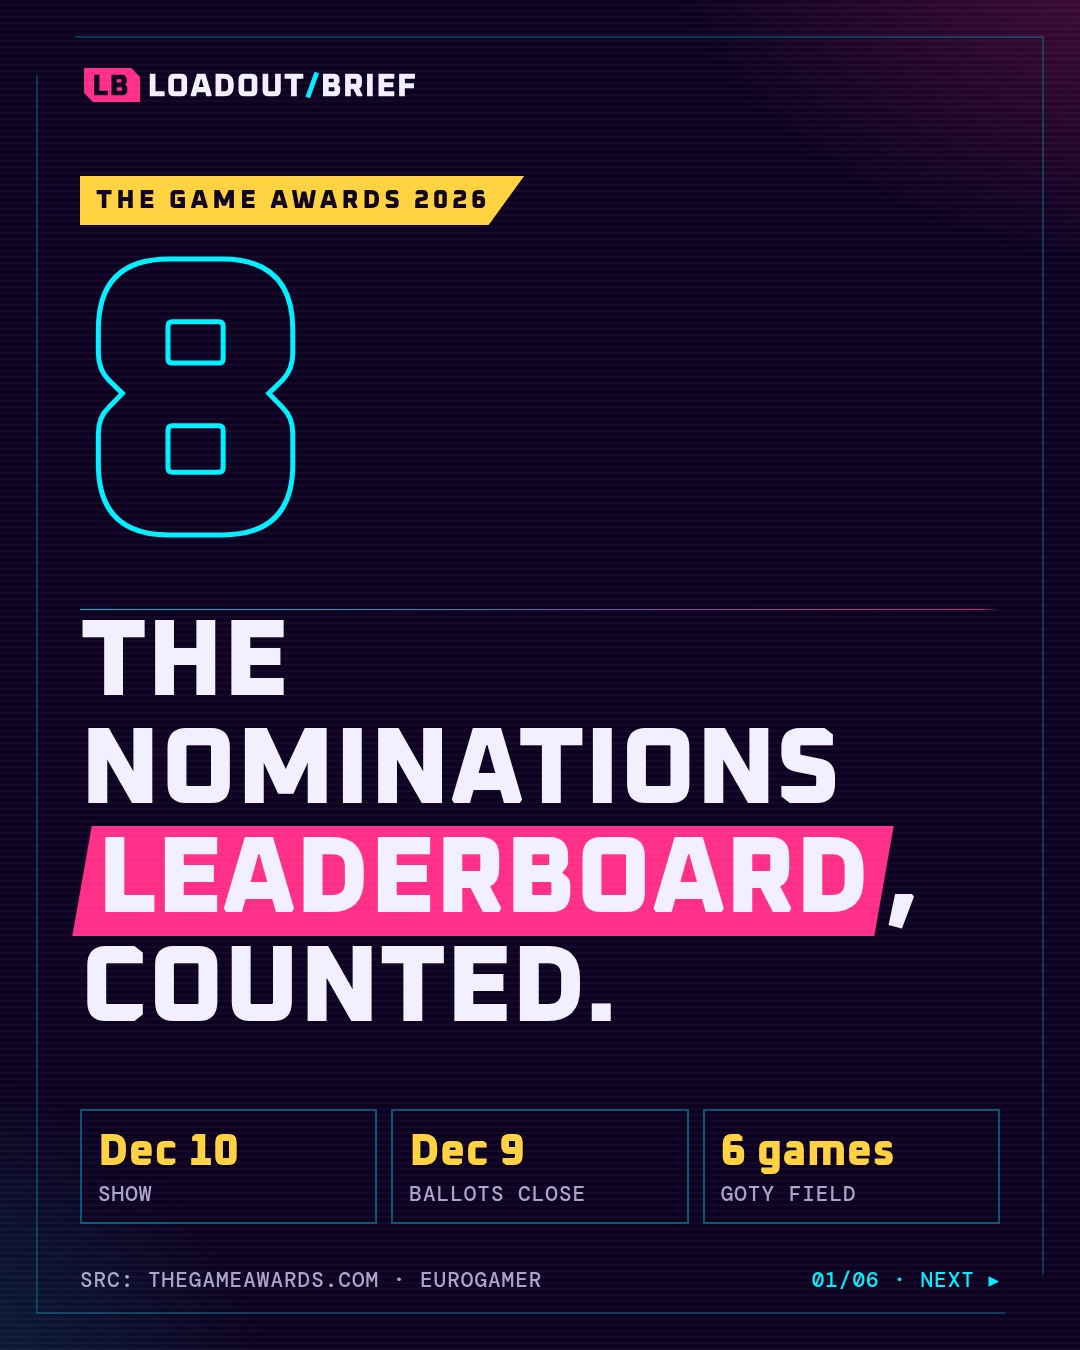 LB LOADOUT/BRIEF
THE GAME AWARDS 2026
8
THE
NOMINATIONS
LEADERBOARD,
COUNTED.
Dec 10
SHOW
Dec 9
BALLOTS CLOSE
6 games
GOTY FIELD
SRC: THEGAMEAWARDS.COM · EUROGAMER
01/06 · NEXT ▸